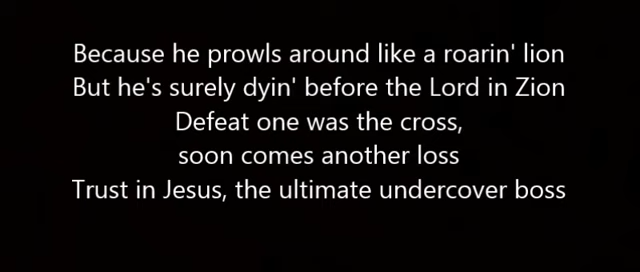 Because he prowls around like a roarin' lion
But he's surely dyin' before the Lord in Zion
Defeat one was the cross,
soon comes another loss
Trust in Jesus, the ultimate undercover boss